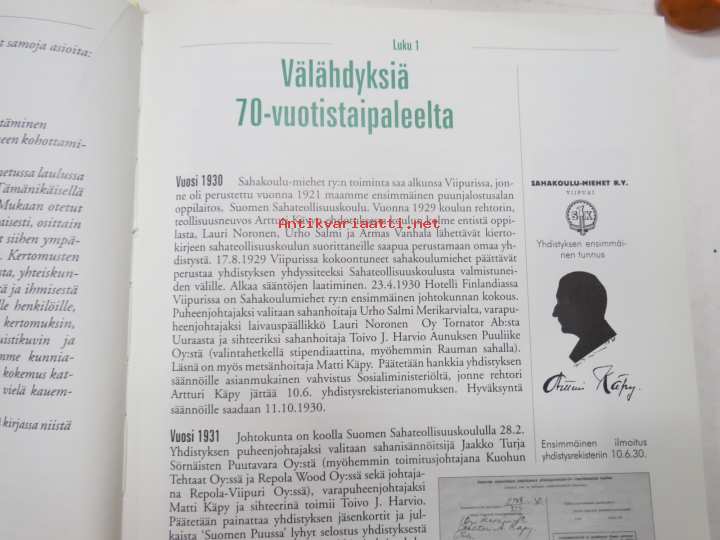 t samoja asioita:
täminen
een kohottami-
etussa laulussa
Tämänikäisellä
Mukaan otetut
aisesti, osittain
t siihen ympä-
. Kertomusten
sta, yhteiskun-
tä ja ihmisestä
lle henkilöille,
kertomuksin,
istikuvin ja
mme kunnia-
kokemus kat-
vielä kauem-
kirjassa niistä
Luku 1
Välähdyksiä
70-vuotistaipaleelta
Vuosi 1930 Sahakoulu-miehet ry:n toiminta saa alkunsa Viipurissa, jon-
ne oli perustettu vuonna 1921 maamme ensimmäinen puunjalostusalan
oppilaitos, Suomen Sahateollisuuskoulu. Vuonna 1929 koulun rehtorin,
teollisuusneuvos Artturi Käpyn ehdotuksesta koulun kolme entistä oppi-
lasta, Lauri Noronen, Urho Salmi ja Armas Vanhala lähettävät kierto-
kirjeen sahateollisuuskoulun suorittaneille saapua perustamaan omaa yh-
distystä. 17.8.1929 Viipurissa kokoontuneet sahakoulumiehet päättävät
perustaa yhdistyksen yhdyssiteeksi Sahateollisuuskoulusta valmistunei-
den välille. Alkaa sääntöjen laatiminen. 23.4.1930 Hotelli Finlandiassa
Viipurissa on Sahakoulumiehet ry:n ensimmäinen johtokunnan kokous.
Puheenjohtajaksi valitaan sahanhoitaja Urho Salmi Merikarvialta, varapu-
heenjohtajaksi laivauspäällikkö Lauri Noronen Oy Tornator Ab:sta
Uuraasta ja sihteeriksi sahanhoitaja Toivo J. Harvio Aunuksen Puuliike
Oy:stä (valintahetkellä stipendiaattina, myöhemmin Rauman sahalla).
Läsnä on myös metsänhoitaja Matti Käpy. Päätetään hankkia yhdistyksen
säännöille asianmukainen vahvistus Sosialiministeriöltä, jonne rehtori
Artturi Käpy jättää 10.6. yhdistysrekisterianomuksen. Hyväksyntä
säännöille saadaan 11.10.1930.
Vuosi 1931 Johtokunta on koolla Suomen Sahateollisuuskoululla 28.2.
Yhdistyksen puheenjohtajaksi valitaan sahanisännöitsijä Jaakko Turja
Sörnäisten Puutavara Oy:stä (myöhemmin toimitusjohtajana Kuohun
Tehtaat Oy:ssä ja Repola Wood Oy:ssä sekä johtaja-
na Repola-Viipuri Oy:ssä), varapuheenjohtajaksi
Matti Käpy ja sihteerinä toimii Toivo J. Harvio.
Päätetään painattaa yhdistyksen jäsenkortit ja jul-
kaista 'Suomen Puussa' lyhyt selostus yhdistyksestä
Antikvariaatti.net
SAHAKOULU-MIEHET R.Y.
VIIPURI
Yhdistyksen ensimmäi-
nen tunnus
Artturi Käpy.
Ensimmäinen ilmoitus
yhdistysrekisteriin 10.6.30.